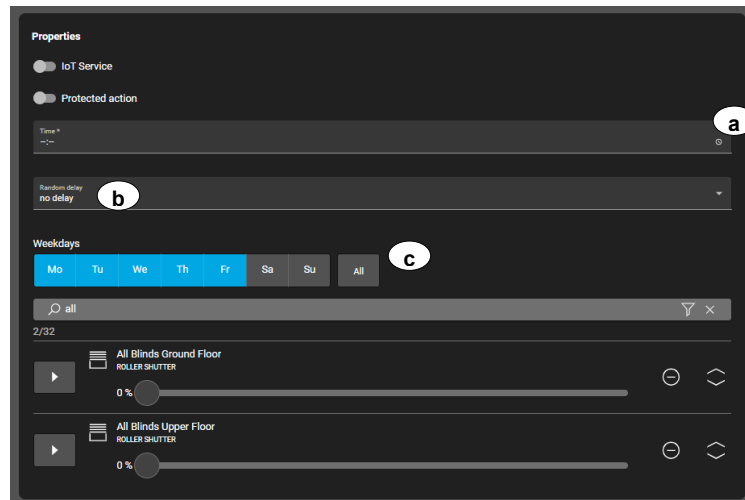 Properties
IoT Service
Protected action
a
Time *
--:--
Random delay
no delay
b
Weekdays
c
Mo Tu We Th Fr Sa Su All
all
2/32
All Blinds Ground Floor
ROLLER SHUTTER
0 %
All Blinds Upper Floor
ROLLER SHUTTER
0 %